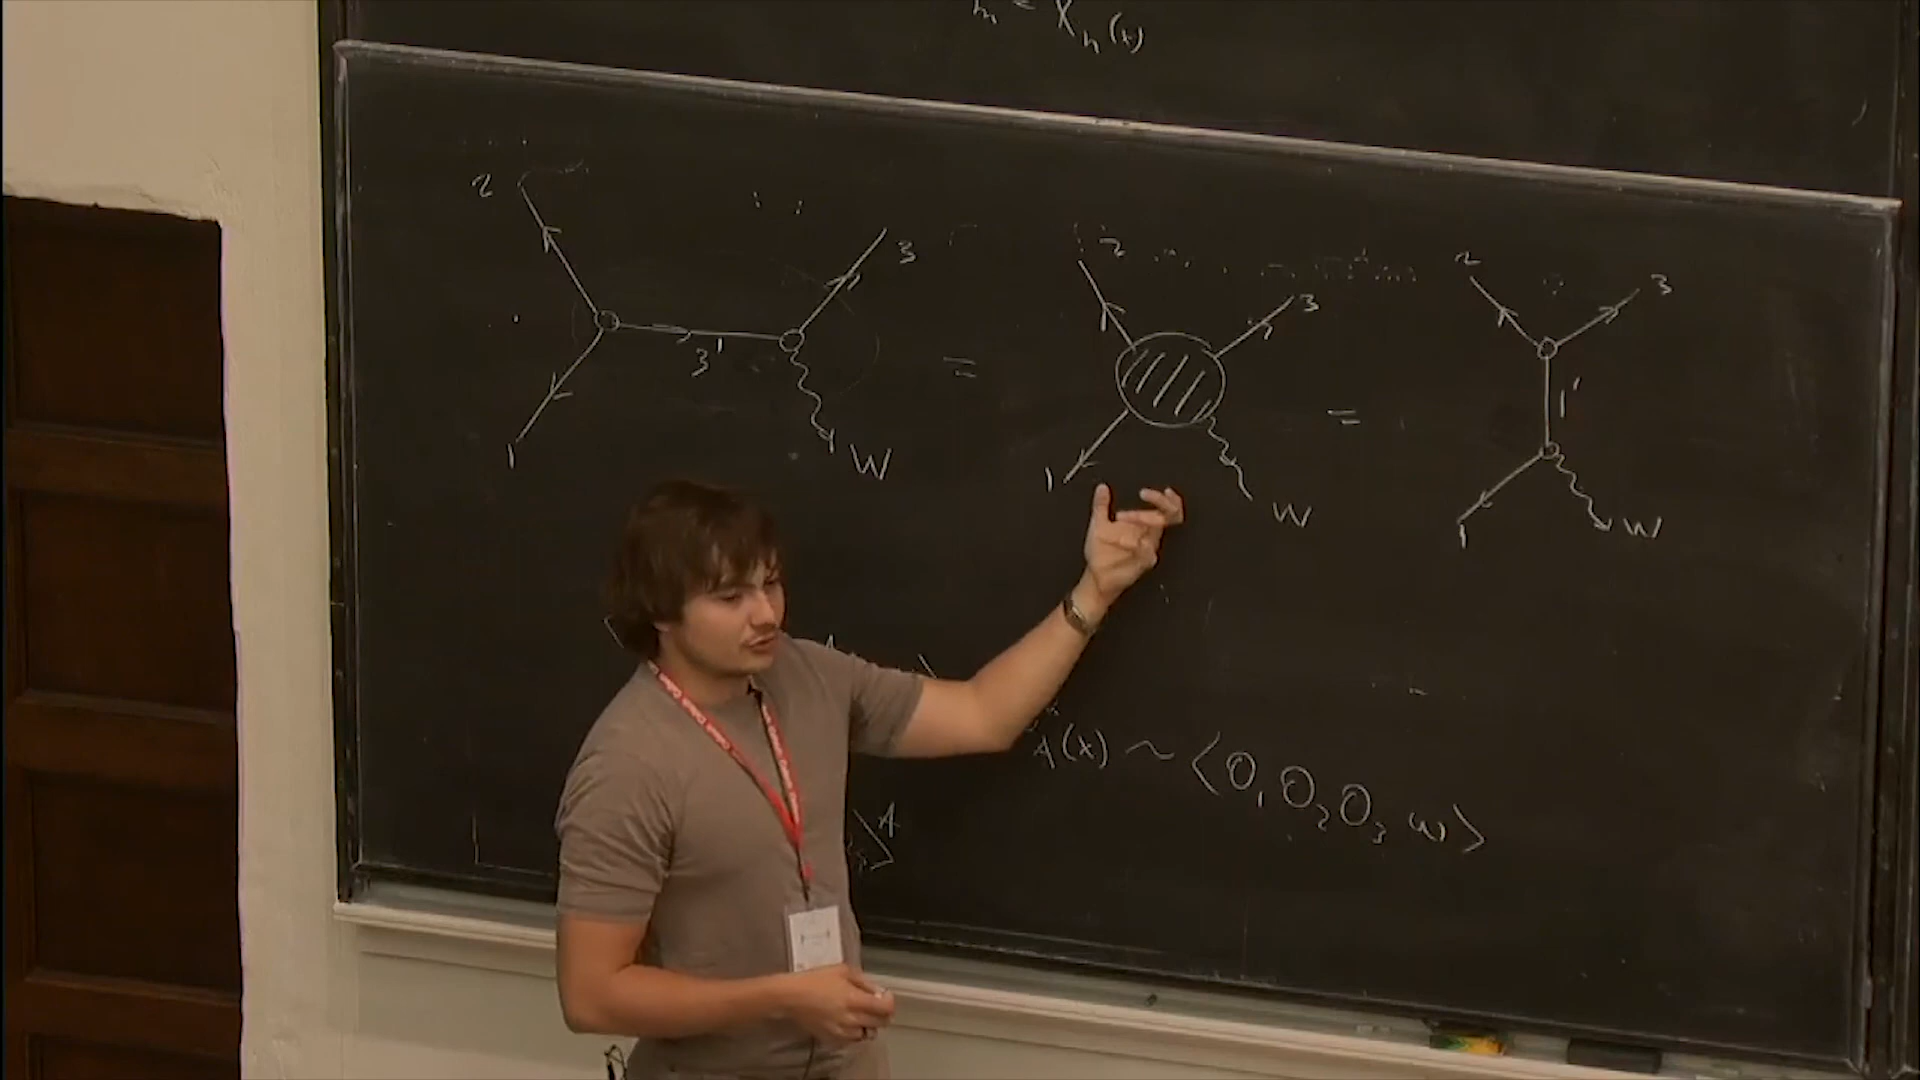 = X_h(x)
2 3 1 3' W
=
2 3 1 W
=
2 3 1' 1 W
A(x) ~ <O_1 O_2 O_3 W>
A